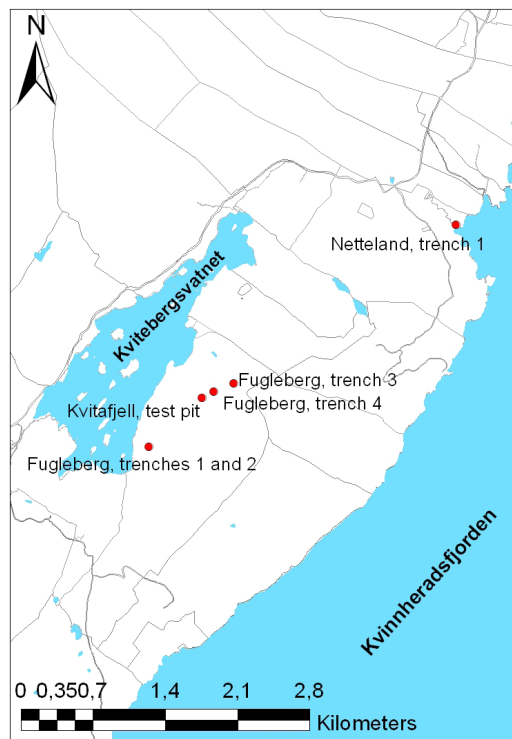 N
Netteland, trench 1
Kvitebergsvatnet
Fugleberg, trench 3
Kvitafjell, test pit
Fugleberg, trench 4
Fugleberg, trenches 1 and 2
Kvinnheradsfjorden
0 0,350,7 1,4 2,1 2,8
Kilometers